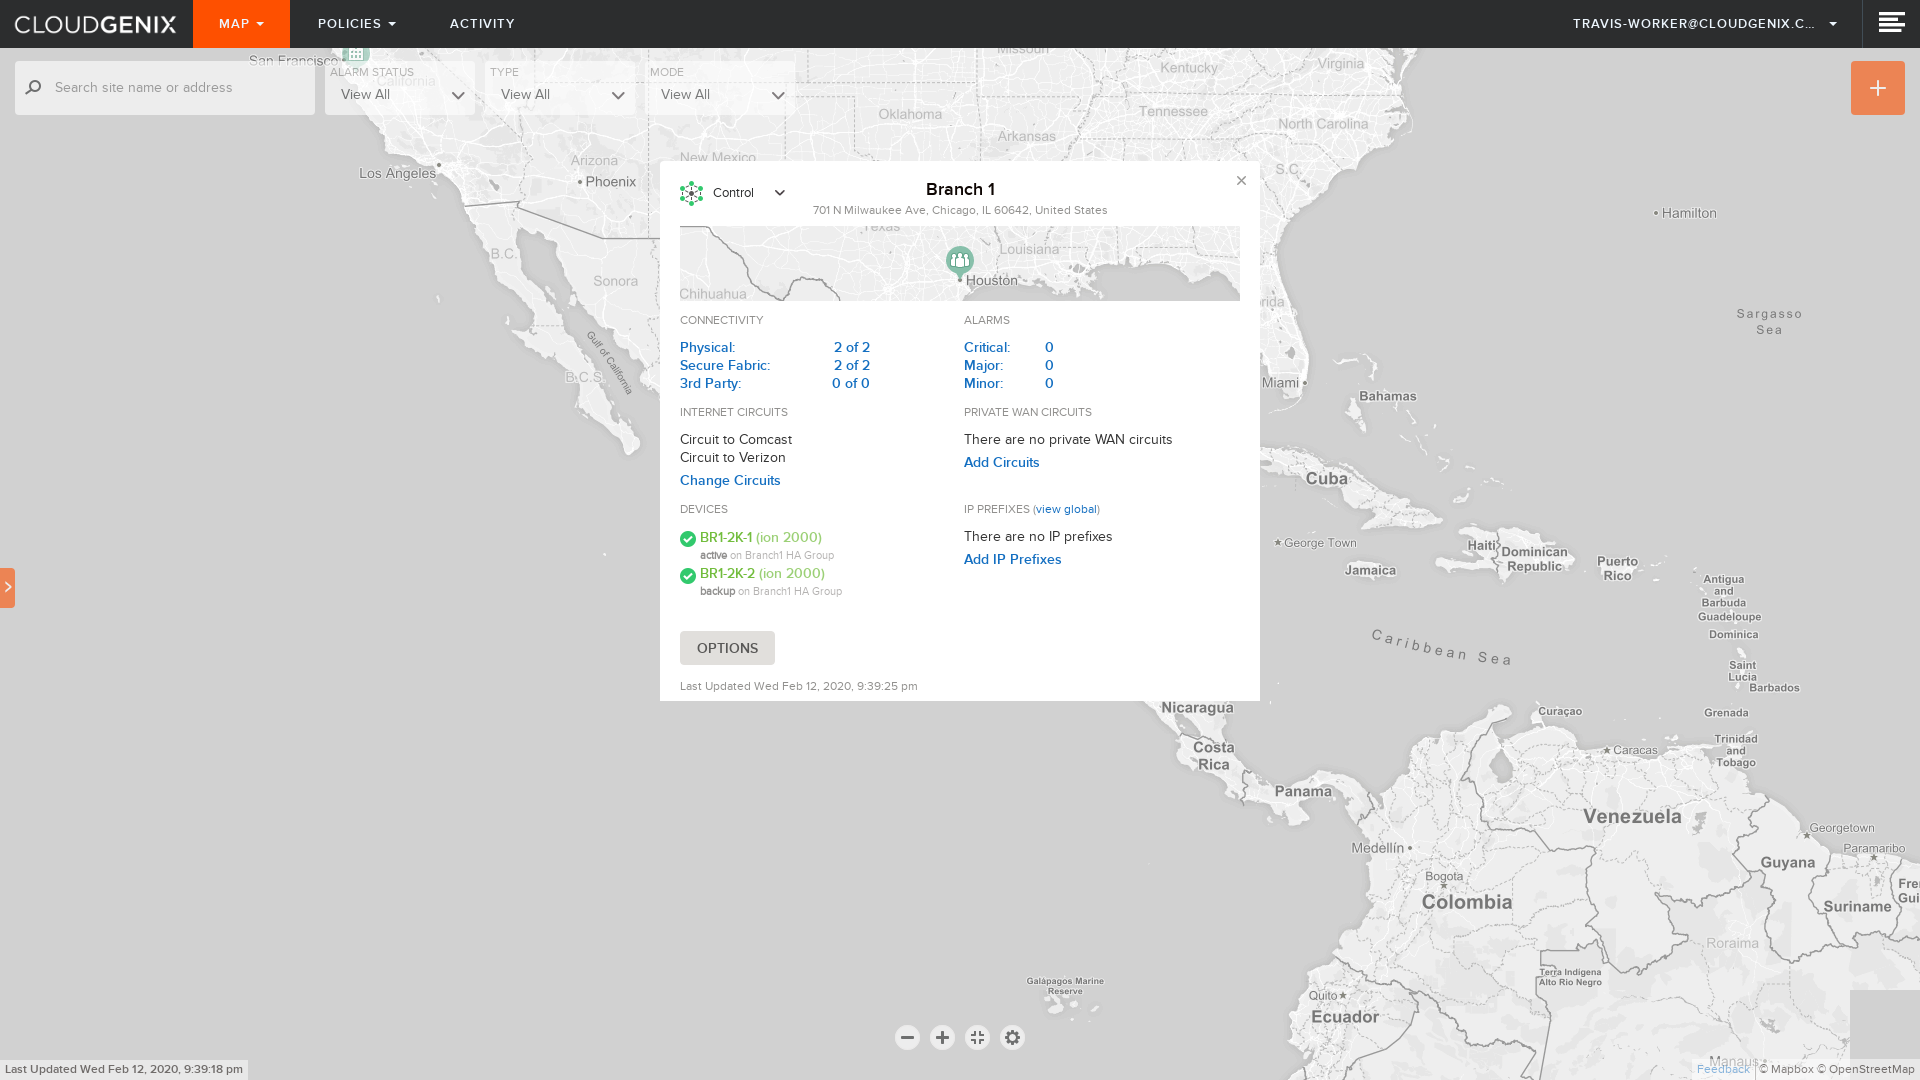 CLOUDGENIX
MAP
POLICIES
ACTIVITY
TRAVIS-WORKER@CLOUDGENIX.C...
San Francisco
Search site name or address
ALARM STATUS
View All
TYPE
View All
MODE
View All
California
Missouri
Kentucky
Virginia
Oklahoma
Tennessee
Arkansas
North Carolina
Arizona
New Mexico
S.C.
Los Angeles
Phoenix
Hamilton
B.C.
Sonora
Gulf of California
B.C.S.
Sargasso
Sea
Miami
Bahamas
Control
Branch 1
701 N Milwaukee Ave, Chicago, IL 60642, United States
Texas
Louisiana
Houston
Chihuahua
CONNECTIVITY
Physical: 2 of 2
Secure Fabric: 2 of 2
3rd Party: 0 of 0
ALARMS
Critical: 0
Major: 0
Minor: 0
INTERNET CIRCUITS
Circuit to Comcast
Circuit to Verizon
Change Circuits
PRIVATE WAN CIRCUITS
There are no private WAN circuits
Add Circuits
DEVICES
BR1-2K-1 (ion 2000)
active on Branch1 HA Group
BR1-2K-2 (ion 2000)
backup on Branch1 HA Group
IP PREFIXES (view global)
There are no IP prefixes
Add IP Prefixes
OPTIONS
Last Updated Wed Feb 12, 2020, 9:39:25 pm
Cuba
George Town
Haiti
Dominican
Republic
Jamaica
Puerto
Rico
Antigua
and
Barbuda
Guadeloupe
Dominica
Caribbean Sea
Saint
Lucia
Barbados
Nicaragua
Curaçao
Grenada
Costa
Rica
Caracas
Trinidad
and
Tobago
Panama
Venezuela
Georgetown
Medellín
Paramaribo
Guyana
Bogota
Colombia
Suriname
Roraima
Terra Indígena
Alto Rio Negro
Galápagos Marine
Reserve
Quito
Ecuador
Manaus
Last Updated Wed Feb 12, 2020, 9:39:18 pm
Feedback
© Mapbox © OpenStreetMap